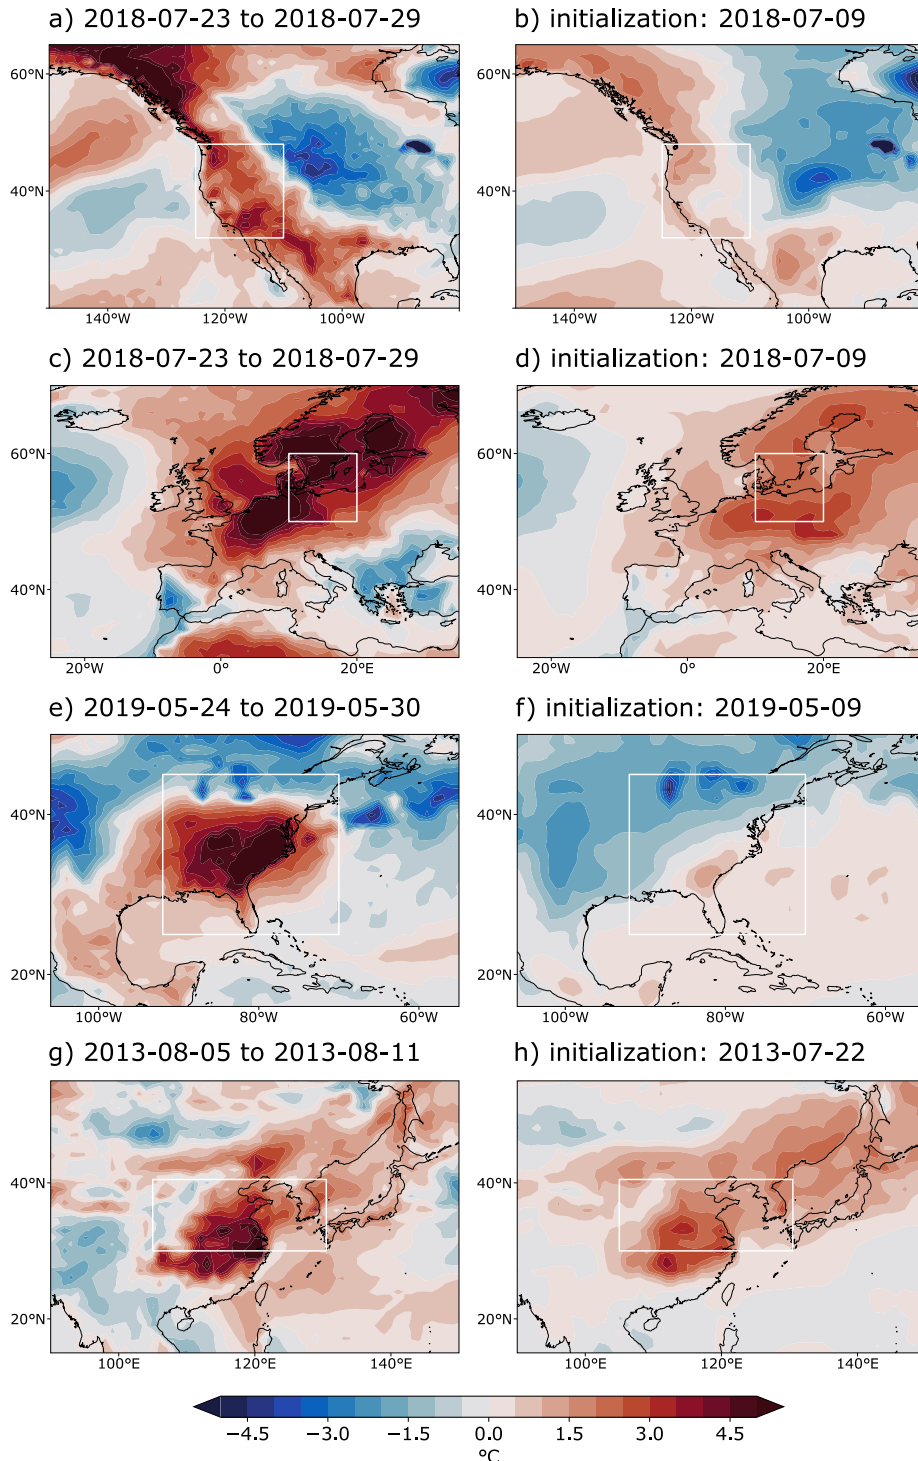 a) 2018-07-23 to 2018-07-29
b) initialization: 2018-07-09
60°N
60°N
40°N
40°N
140°W
120°W
100°W
140°W
120°W
100°W
c) 2018-07-23 to 2018-07-29
d) initialization: 2018-07-09
60°N
60°N
40°N
40°N
20°W
0°
20°E
20°W
0°
20°E
e) 2019-05-24 to 2019-05-30
f) initialization: 2019-05-09
40°N
40°N
20°N
20°N
100°W
80°W
60°W
100°W
80°W
60°W
g) 2013-08-05 to 2013-08-11
h) initialization: 2013-07-22
40°N
40°N
20°N
20°N
100°E
120°E
140°E
100°E
120°E
140°E
−4.5
−3.0
−1.5
0.0
1.5
3.0
4.5
°C